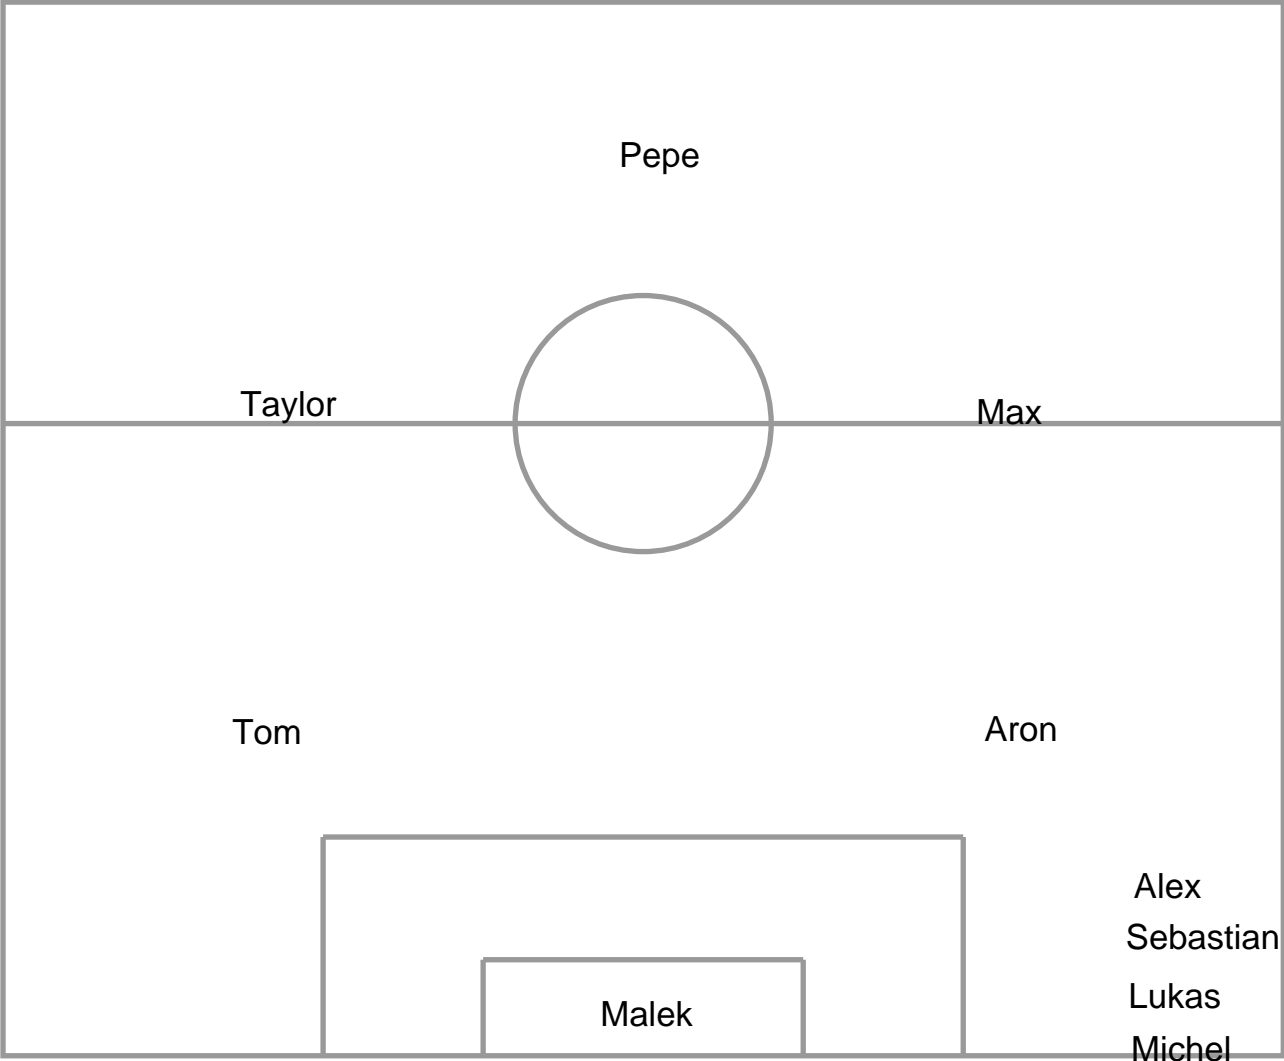 Pepe
Taylor
Max
Tom
Aron
Alex
Sebastian
Lukas
Malek
Michel